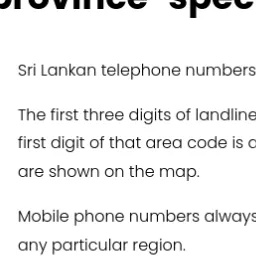 province spec
Sri Lankan telephone numbers
The first three digits of landline
first digit of that area code is
are shown on the map.
Mobile phone numbers always
any particular region.